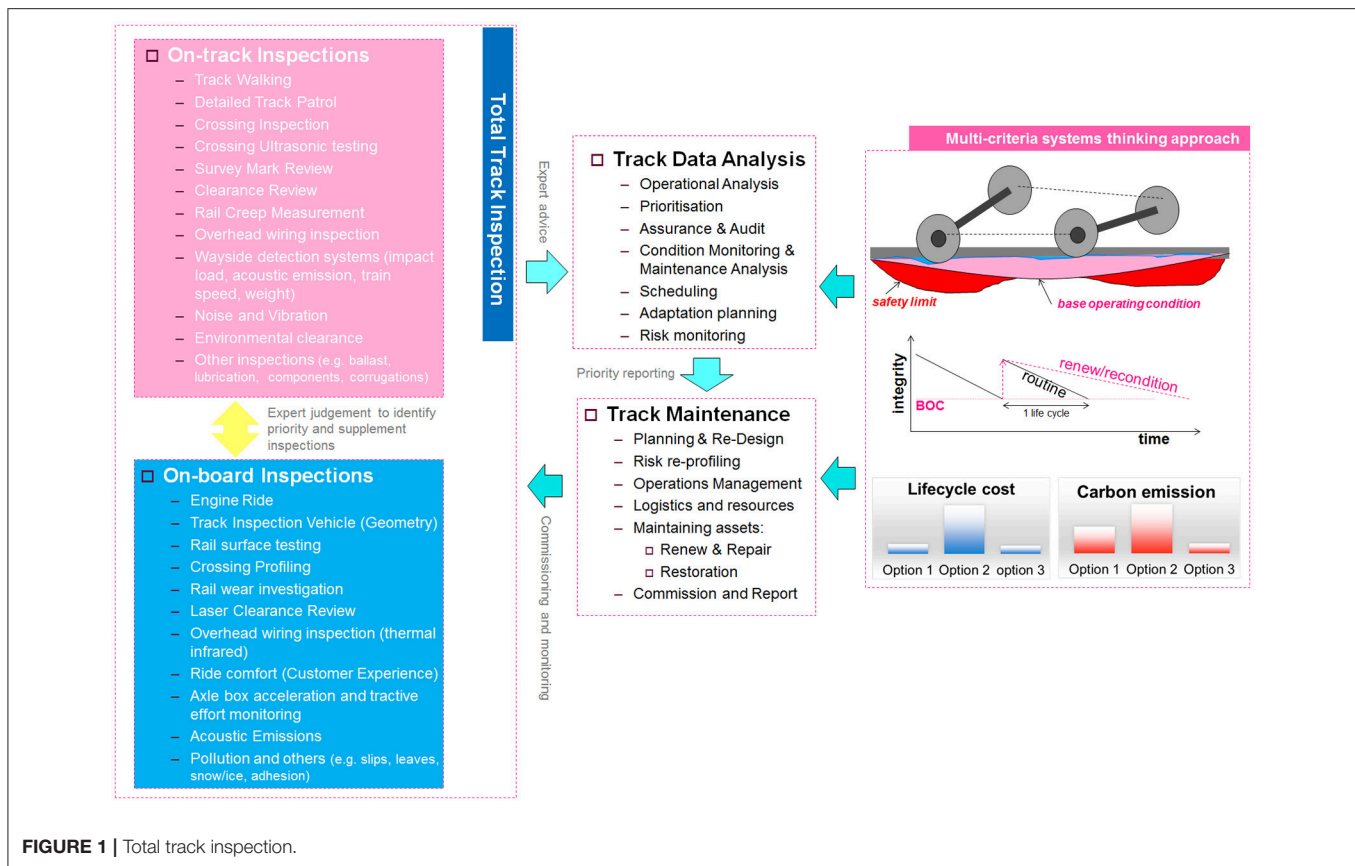 On-track Inspections
– Track Walking
– Detailed Track Patrol
– Crossing Inspection
– Crossing Ultrasonic testing
– Survey Mark Review
– Clearance Review
– Rail Creep Measurement
– Overhead wiring inspection
– Wayside detection systems (impact
load, acoustic emission, train
speed, weight)
– Noise and Vibration
– Environmental clearance
– Other inspections (e.g. ballast,
lubrication, components, corrugations)
Expert judgement to identify
priority and supplement
inspections
On-board Inspections
– Engine Ride
– Track Inspection Vehicle (Geometry)
– Rail surface testing
– Crossing Profiling
– Rail wear investigation
– Laser Clearance Review
– Overhead wiring inspection (thermal
infrared)
– Ride comfort (Customer Experience)
– Axle box acceleration and tractive
effort monitoring
– Acoustic Emissions
– Pollution and others (e.g. slips, leaves,
snow/ice, adhesion)
Total Track Inspection
Expert advice
Track Data Analysis
– Operational Analysis
– Prioritisation
– Assurance & Audit
– Condition Monitoring &
Maintenance Analysis
– Scheduling
– Adaptation planning
– Risk monitoring
Priority reporting
Track Maintenance
– Planning & Re-Design
– Risk re-profiling
– Operations Management
– Logistics and resources
– Maintaining assets:
Renew & Repair
Restoration
– Commission and Report
Commissioning and monitoring
Multi-criteria systems thinking approach
safety limit
base operating condition
integrity
BOC
renew/recondition
routine
1 life cycle
time
Lifecycle cost
Option 1 Option 2 option 3
Carbon emission
Option 1 Option 2 Option 3
FIGURE 1 | Total track inspection.